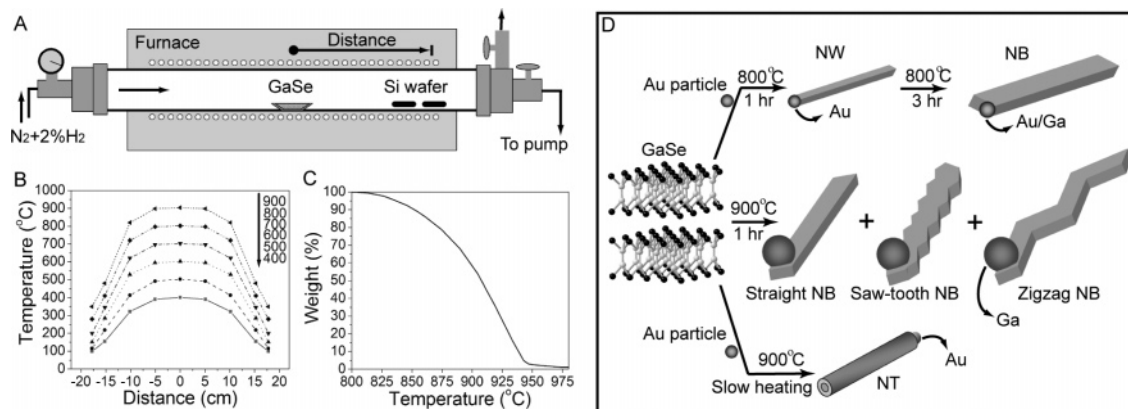 A
Furnace
Distance
GaSe
Si wafer
N2+2%H2
To pump
B
Temperature (°C)
1000
900
800
700
600
500
400
300
200
100
0
900
800
700
600
500
400
-20 -15 -10 -5 0 5 10 15 20
Distance (cm)
C
Weight (%)
100
90
80
70
60
50
40
30
20
10
0
800 825 850 875 900 925 950 975
Temperature (°C)
D
NW
NB
Au particle
800°C
1 hr
Au
800°C
3 hr
Au/Ga
GaSe
900°C
1 hr
+
+
Straight NB
Saw-tooth NB
Zigzag NB
Ga
Au particle
900°C
Slow heating
NT
Au